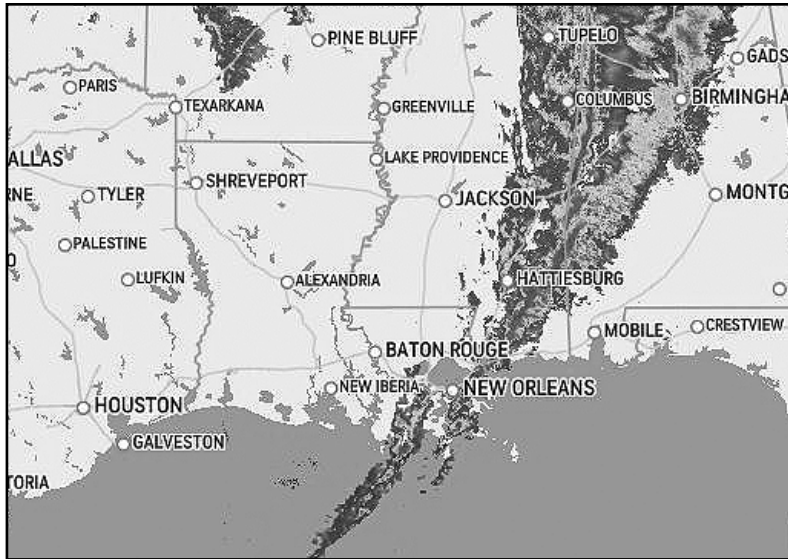 PINE BLUFF
TUPELO
GADS
PARIS
TEXARKANA
GREENVILLE
COLUMBUS
BIRMINGHA
ALLAS
LAKE PROVIDENCE
RNE
TYLER
SHREVEPORT
JACKSON
MONTG
PALESTINE
O
LUFKIN
ALEXANDRIA
HATTIESBURG
MOBILE
CRESTVIEW
BATON ROUGE
NEW IBERIA
NEW ORLEANS
HOUSTON
GALVESTON
TORIA